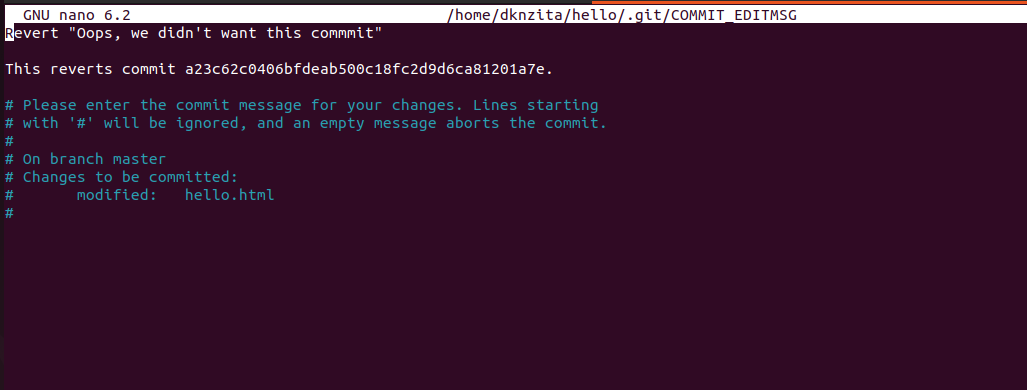 GNU nano 6.2 /home/dknzita/hello/.git/COMMIT_EDITMSG
Revert "Oops, we didn't want this commmit"
This reverts commit a23c62c0406bfdeab500c18fc2d9d6ca81201a7e.
# Please enter the commit message for your changes. Lines starting
# with '#' will be ignored, and an empty message aborts the commit.
#
# On branch master
# Changes to be committed:
#       modified:   hello.html
#